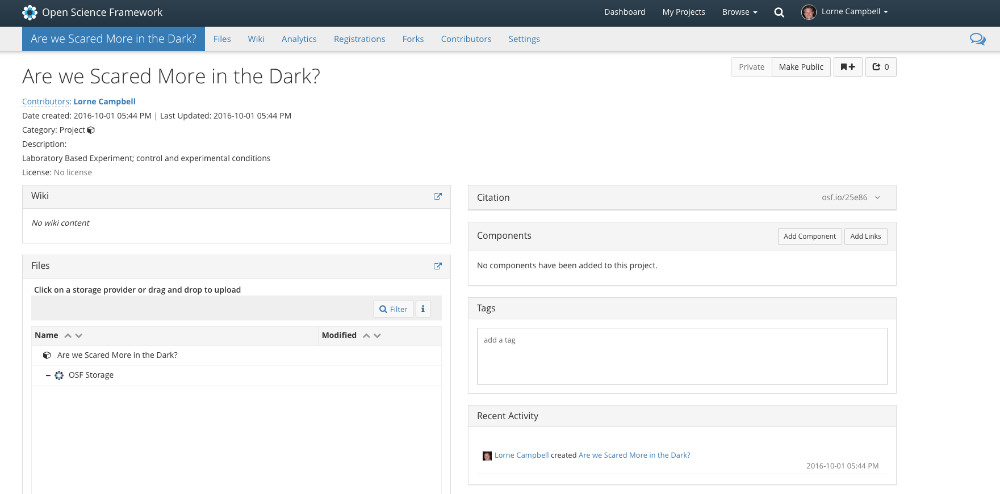 Open Science Framework
Dashboard My Projects Browse Lorne Campbell
Are we Scared More in the Dark? Files Wiki Analytics Registrations Forks Contributors Settings
Private Make Public 0
Are we Scared More in the Dark?
Contributors: Lorne Campbell
Date created: 2016-10-01 05:44 PM | Last Updated: 2016-10-01 05:44 PM
Category: Project
Description:
Laboratory Based Experiment; control and experimental conditions
License: No license
Wiki
No wiki content
Files
Click on a storage provider or drag and drop to upload
Filter i
Name Modified
Are we Scared More in the Dark?
OSF Storage
Citation osf.io/25e86
Components Add Component Add Links
No components have been added to this project.
Tags
add a tag
Recent Activity
Lorne Campbell created Are we Scared More in the Dark?
2016-10-01 05:44 PM